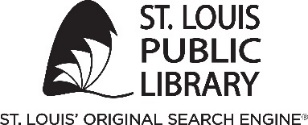 ST. LOUIS
PUBLIC
LIBRARY
ST. LOUIS' ORIGINAL SEARCH ENGINE®